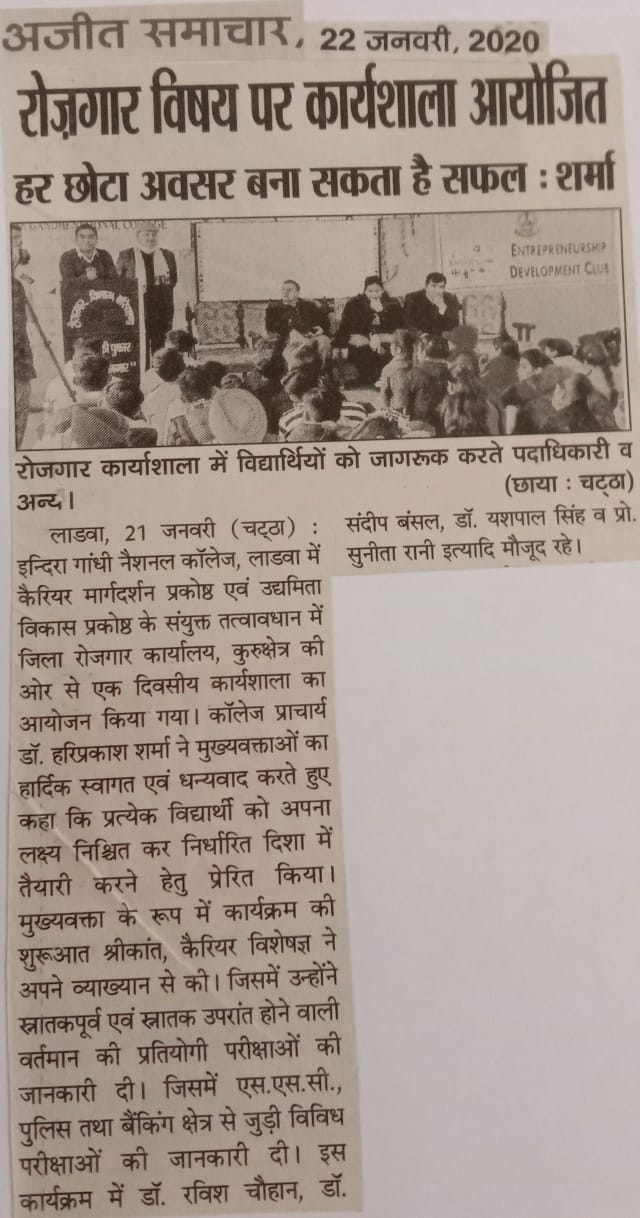 अजीत समाचार, 22 जनवरी, 2020
रोज़गार विषय पर कार्यशाला आयोजित
हर छोटा अवसर बना सकता है सफल : शर्मा
ENTREPRENEURSHIP
DEVELOPMENT CLUB
रोजगार कार्याशाला में विद्यार्थियों को जागरूक करते पदाधिकारी व
अन्य।
(छाया : चट्ठा)
लाडवा, 21 जनवरी (चट्ठा) :
इन्दिरा गांधी नैशनल कॉलेज, लाडवा में
कैरियर मार्गदर्शन प्रकोष्ठ एवं उद्यमिता
विकास प्रकोष्ठ के संयुक्त तत्वावधान में
जिला रोजगार कार्यालय, कुरुक्षेत्र की
ओर से एक दिवसीय कार्यशाला का
आयोजन किया गया। कॉलेज प्राचार्य
डॉ. हरिप्रकाश शर्मा ने मुख्यवक्ताओं का
हार्दिक स्वागत एवं धन्यवाद करते हुए
कहा कि प्रत्येक विद्यार्थी को अपना
लक्ष्य निश्चित कर निर्धारित दिशा में
तैयारी करने हेतु प्रेरित किया।
मुख्यवक्ता के रूप में कार्यक्रम की
शुरूआत श्रीकांत, कैरियर विशेषज्ञ ने
अपने व्याख्यान से की। जिसमें उन्होंने
स्नातकपूर्व एवं स्नातक उपरांत होने वाली
वर्तमान की प्रतियोगी परीक्षाओं की
जानकारी दी। जिसमें एस.एस.सी.,
पुलिस तथा बैंकिंग क्षेत्र से जुड़ी विविध
परीक्षाओं की जानकारी दी। इस
कार्यक्रम में डॉ. रविश चौहान, डॉ.
संदीप बंसल, डॉ. यशपाल सिंह व प्रो.
सुनीता रानी इत्यादि मौजूद रहे।